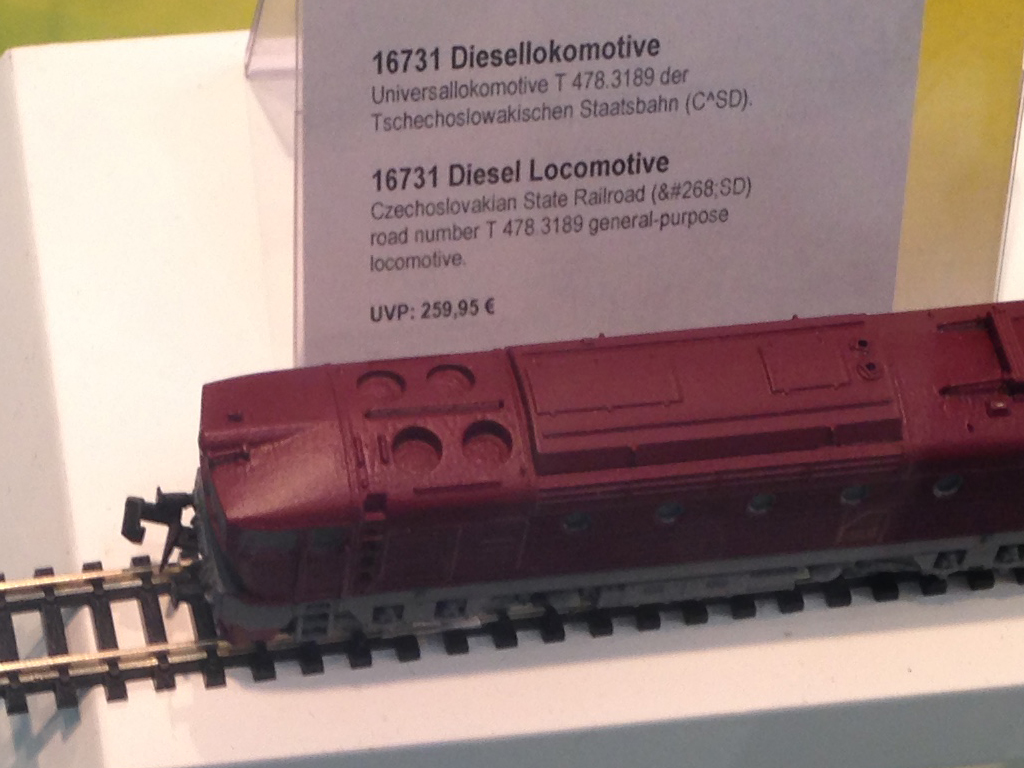 16731 Diesellokomotive
Universallokomotive T 478.3189 der
Tschechoslowakischen Staatsbahn (C^SD).
16731 Diesel Locomotive
Czechoslovakian State Railroad (&#268;SD)
road number T 478.3189 general-purpose
locomotive.
UVP: 259,95 €